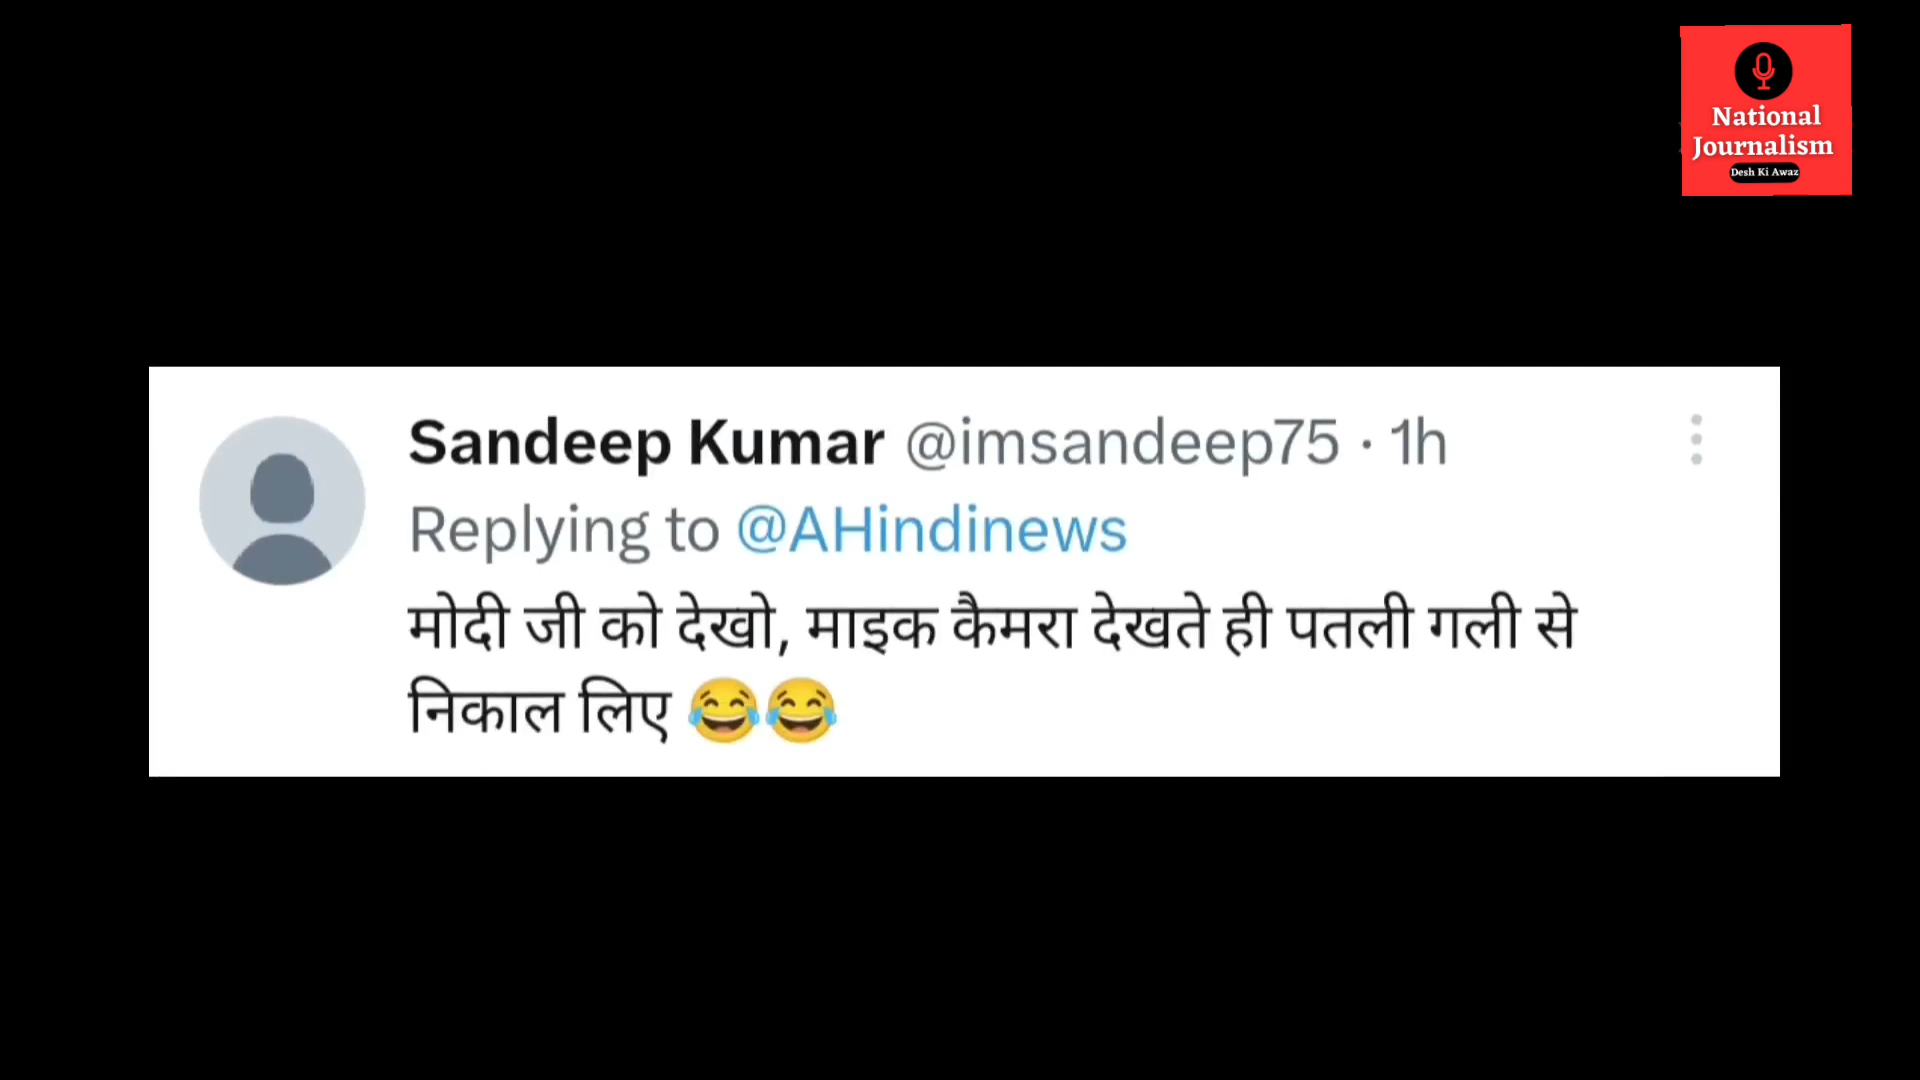 National
Journalism
Desh Ki Awaz
Sandeep Kumar @imsandeep75 · 1h
Replying to @AHindinews
मोदी जी को देखो, माइक कैमरा देखते ही पतली गली से
निकाल लिए 😂😂